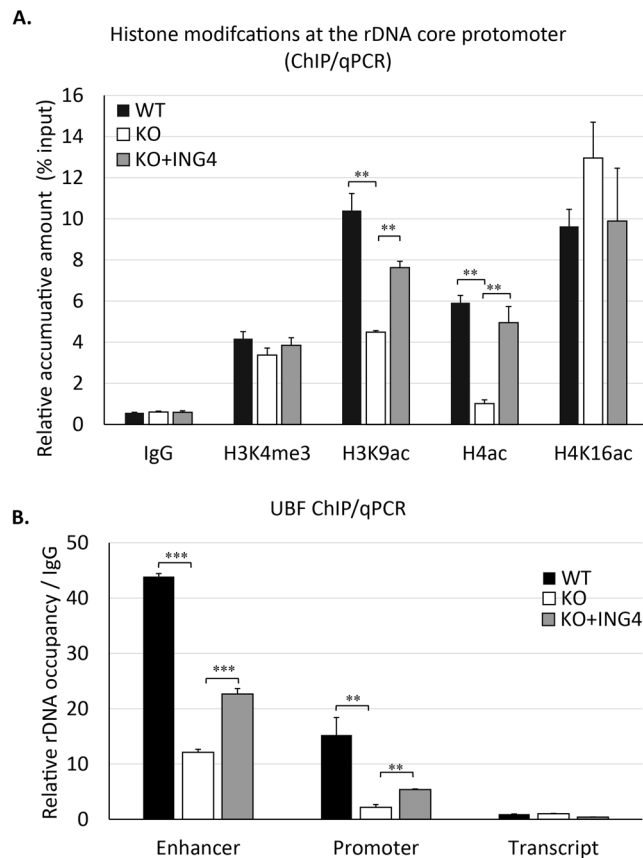 A.
Histone modifcations at the rDNA core protomoter
(ChIP/qPCR)
Relative accumuative amount (% input)
16
14
12
10
8
6
4
2
0
WT
KO
KO+ING4
**
**
**
**
IgG
H3K4me3
H3K9ac
H4ac
H4K16ac
B.
UBF ChIP/qPCR
Relative rDNA occupancy / IgG
50
40
30
20
10
0
WT
KO
KO+ING4
***
***
**
**
Enhancer
Promoter
Transcript